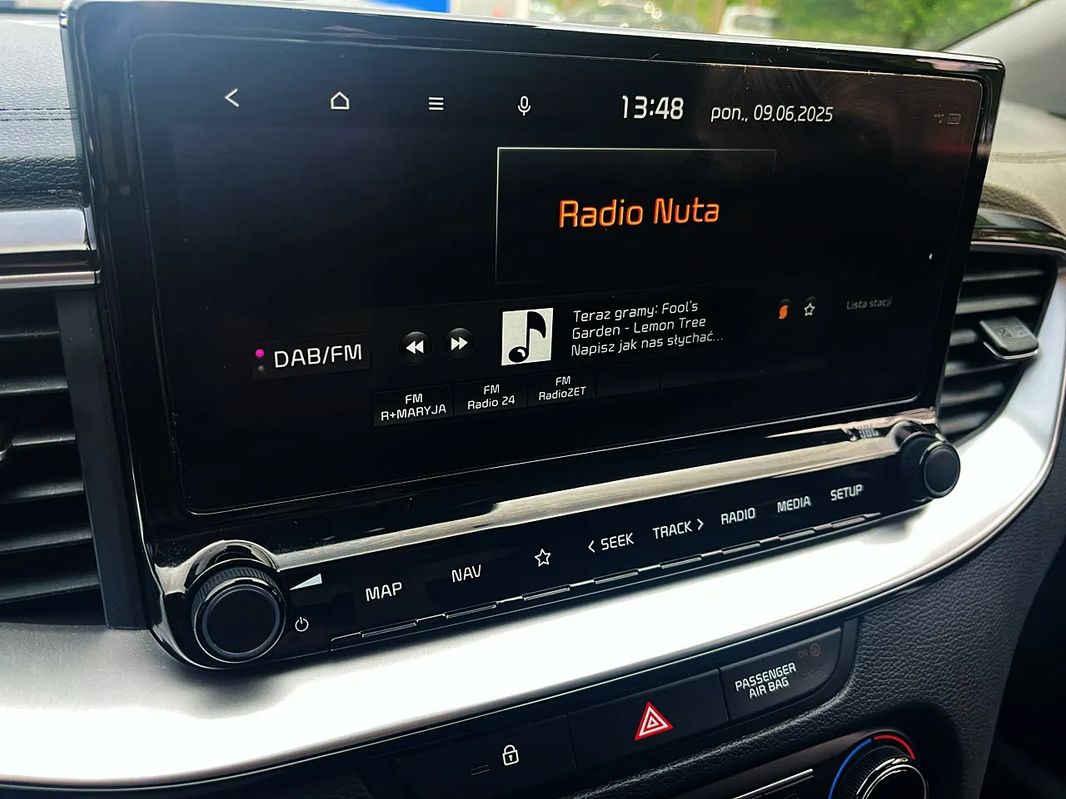 13:48 pon., 09.06.2025
Radio Nuta
DAB/FM
Teraz gramy: Fool's
Garden - Lemon Tree
Napisz jak nas słychać...
Lista stacji
FM
R+MARYJA
FM
Radio 24
FM
RadioZET
JBL
MAP
NAV
< SEEK
TRACK >
RADIO
MEDIA
SETUP
PASSENGER
AIR BAG
ON